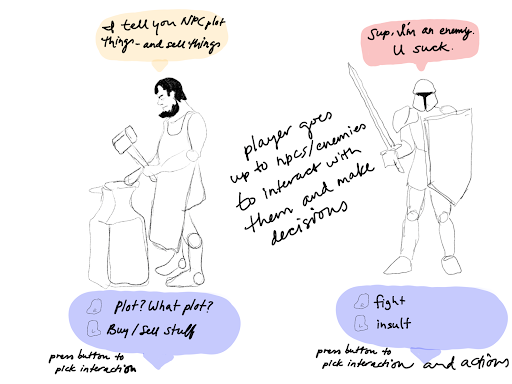 I tell you NPC plot
things - and sell things
Sup, I'm an enemy.
U suck.
player goes
up to npcs/enemies
to interact with
them and make
decisions
Plot? What plot?
Buy/sell stuff
press button to
pick interaction
fight
insult
press button to
pick interaction and actions